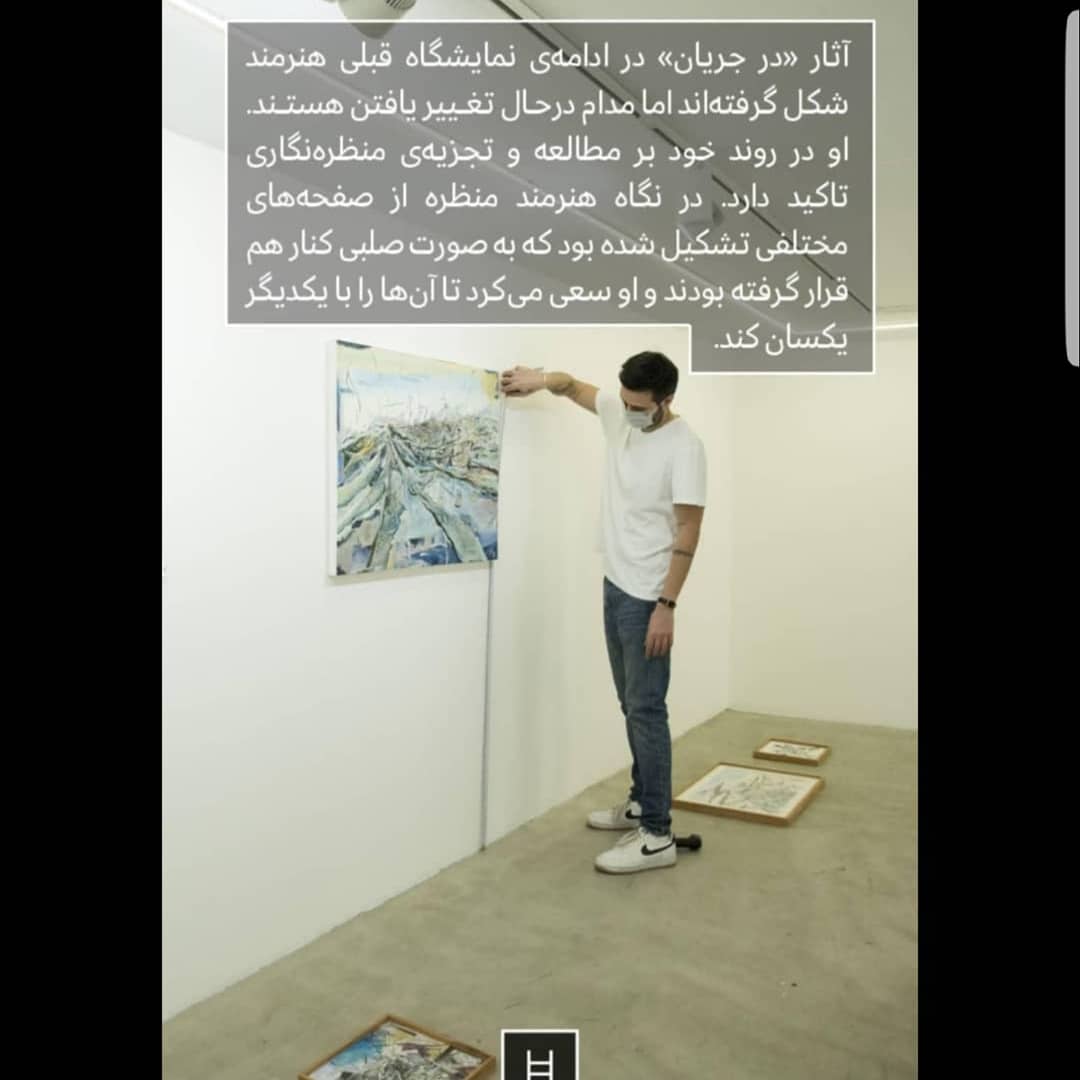 آثار «در جریان» در ادامه‌ی نمایشگاه قبلی هنرمند
شکل گرفته‌اند اما مدام درحال تغییر یافتن هستند.
او در روند خود بر مطالعه و تجزیه‌ی منظره‌نگاری
تاکید دارد. در نگاه هنرمند منظره از صفحه‌های
مختلفی تشکیل شده بود که به صورت صلبی کنار هم
قرار گرفته بودند و او سعی می‌کرد تا آن‌ها را با یکدیگر
یکسان کند.